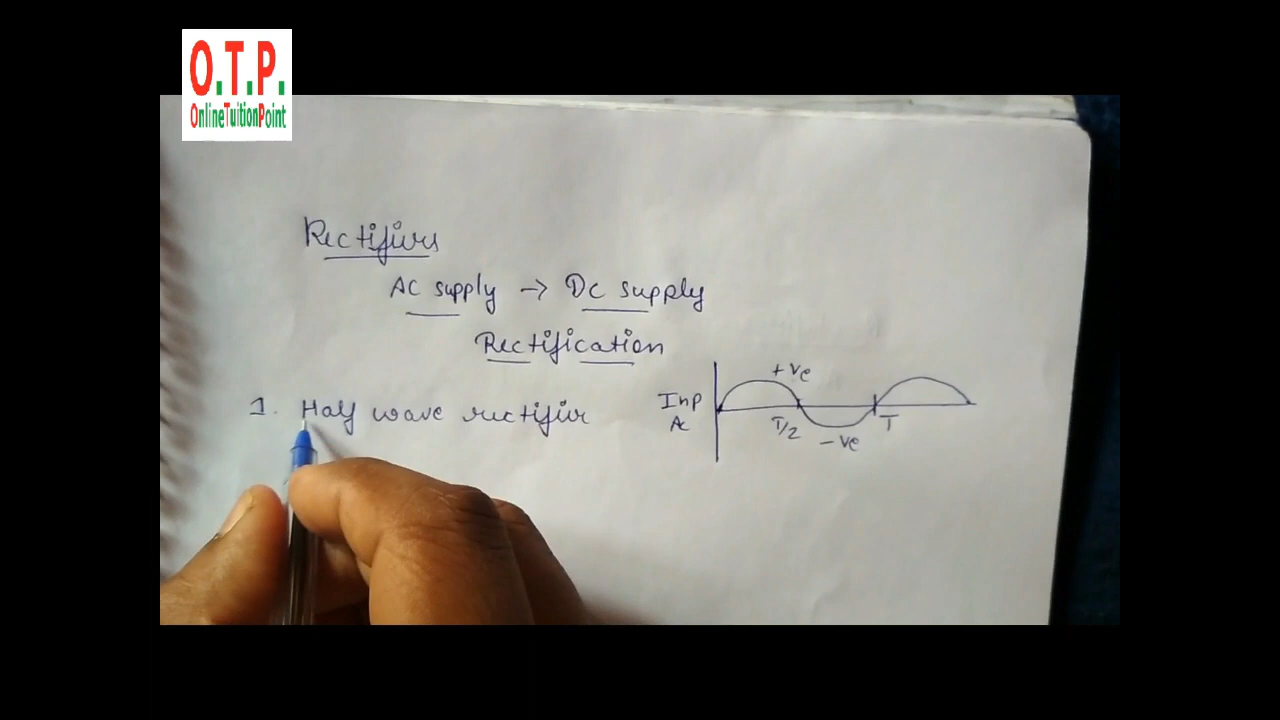 O.T.P.
OnlineTuitionPoint
Rectifiers
AC supply → DC supply
Rectification
1. Half wave rectifier
Inp
Ac
+ve
T/2
-ve
T